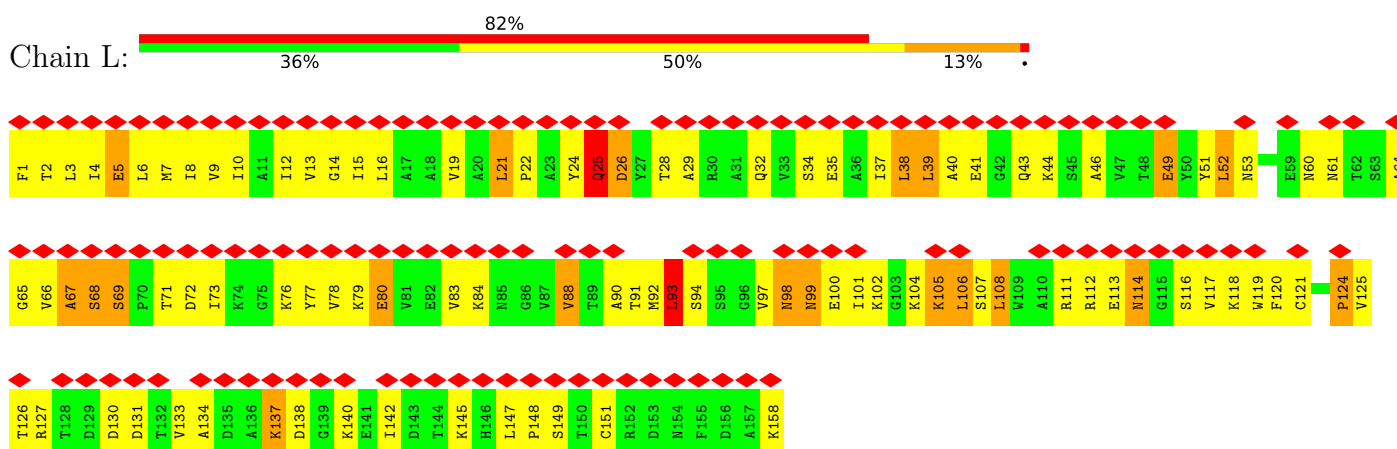 82%
Chain L:
36% 50% 13% •
F1 T2 L3 I4 E5 L6 M7 I8 V9 I10 A11 I12 V13 G14 I15 L16 A17 A18 V19 A20 L21 P22 A23 Y24 Q25 D26 Y27 T28 A29 R30 A31 Q32 V33 S34 E35 A36 I37 L38 L39 A40 E41 G42 Q43 K44 S45 A46 V47 T48 E49 Y50 Y51 L52 N53 E59 N60 N61 T62 S63 A64
G65 V66 A67 S68 S69 P70 T71 D72 I73 K74 G75 K76 Y77 V78 K79 E80 V81 E82 V83 K84 N85 G86 V87 V88 T89 A90 T91 M92 L93 S94 S95 G96 V97 N98 N99 E100 I101 K102 G103 K104 K105 L106 S107 L108 W109 A110 R111 R112 E113 N114 G115 S116 V117 K118 W119 F120 C121 P124 V125
T126 R127 T128 D129 D130 D131 T132 V133 A134 D135 A136 K137 D138 G139 K140 E141 I142 D143 T144 K145 H146 L147 P148 S149 T150 C151 R152 D153 N154 F155 D156 A157 K158